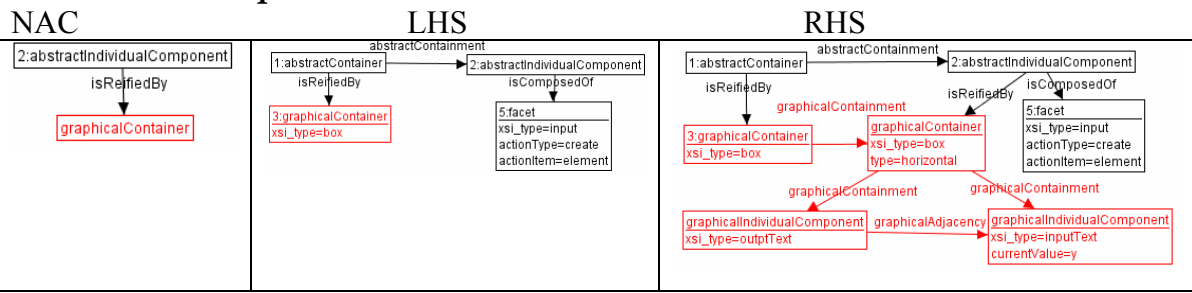 NAC
LHS
RHS
2:abstractIndividualComponent
isReifiedBy
graphicalContainer
abstractContainment
1:abstractContainer
2:abstractIndividualComponent
isReifiedBy
isComposedOf
3:graphicalContainer
xsi_type=box
5:facet
xsi_type=input
actionType=create
actionItem=element
abstractContainment
1:abstractContainer
2:abstractIndividualComponent
isReifiedBy
isReifiedBy
isComposedOf
graphicalContainment
3:graphicalContainer
xsi_type=box
graphicalContainer
xsi_type=box
type=horizontal
5:facet
xsi_type=input
actionType=create
actionItem=element
graphicalContainment
graphicalContainment
graphicalIndividualComponent
xsi_type=outptText
graphicalAdjacency
graphicalIndividualComponent
xsi_type=inputText
currentValue=y